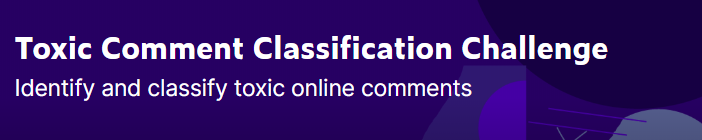 Toxic Comment Classification Challenge
Identify and classify toxic online comments